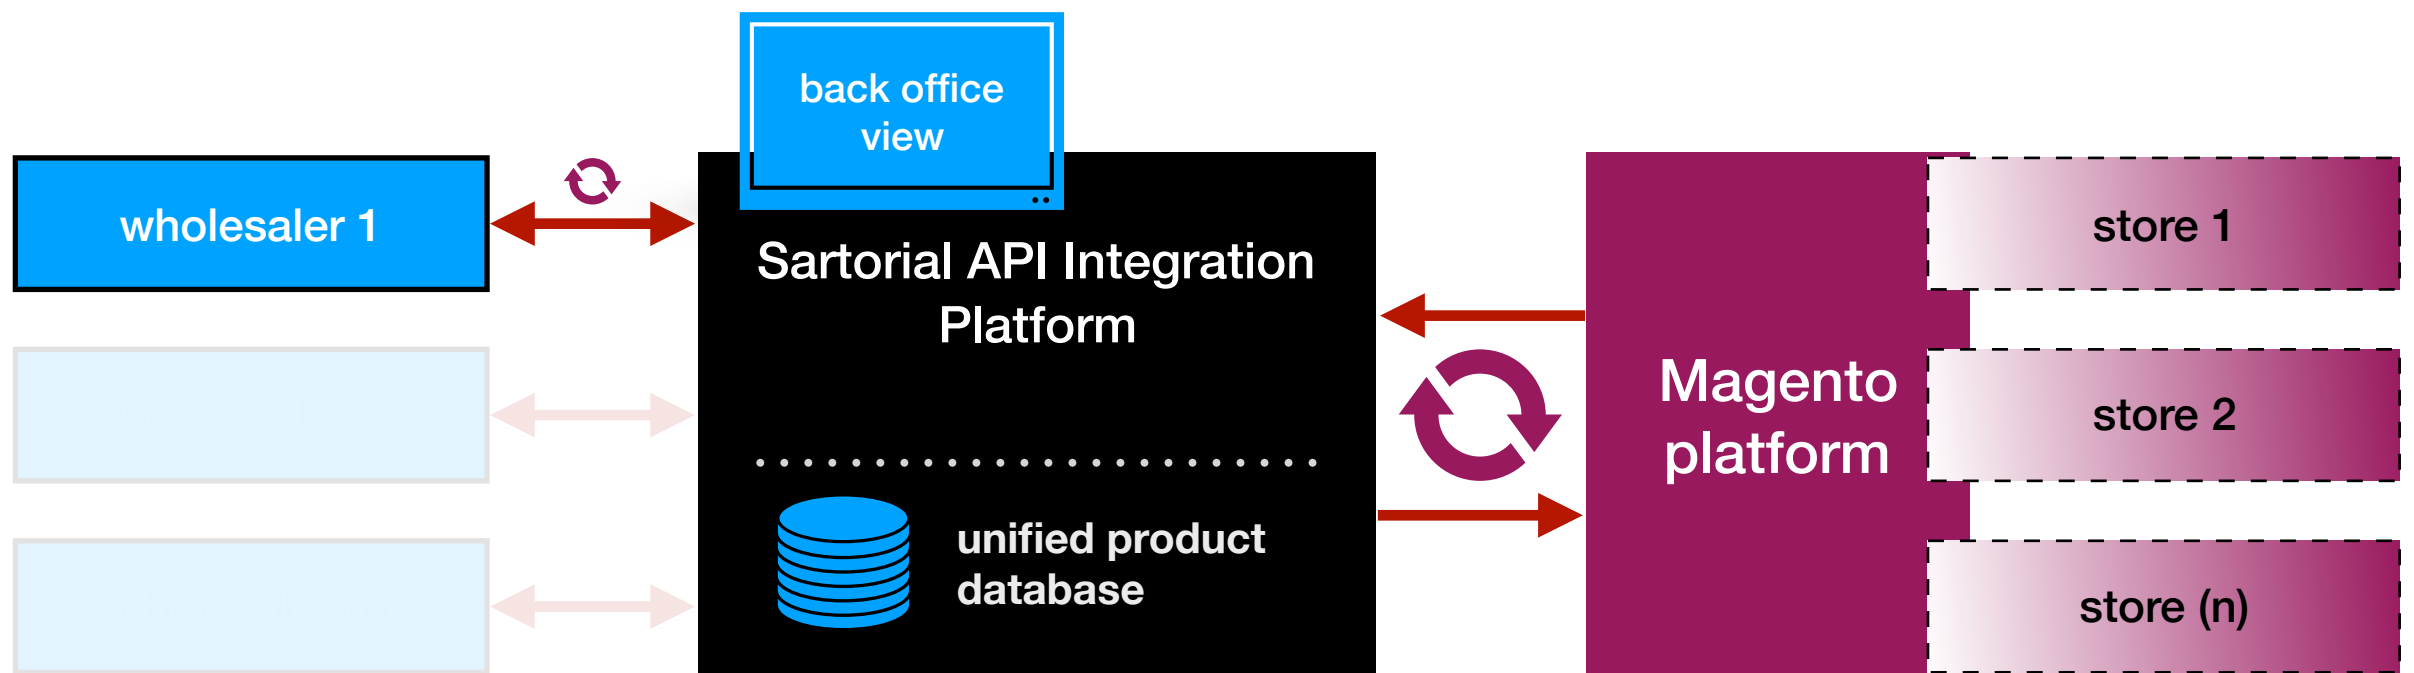 back office
view
wholesaler 1
Sartorial API Integration
Platform
unified product
database
Magento
platform
store 1
store 2
store (n)